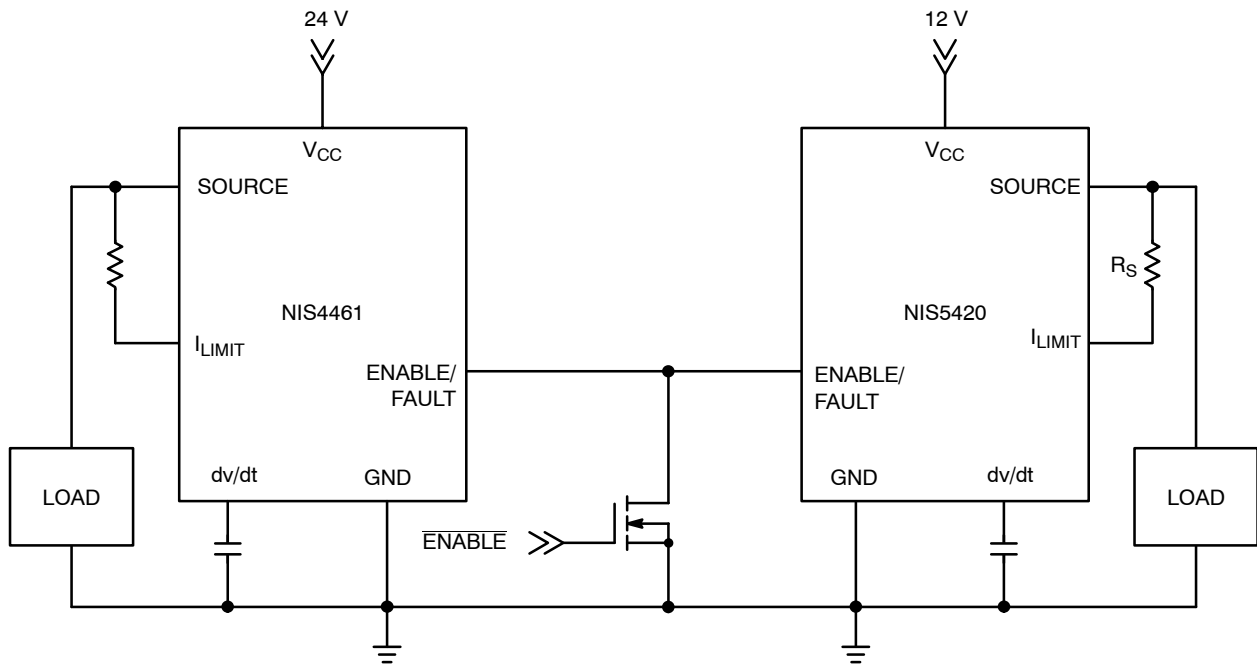 24 V
12 V
VCC
VCC
SOURCE
SOURCE
RS
NIS4461
NIS5420
ILIMIT
ILIMIT
ENABLE/
FAULT
ENABLE/
FAULT
dv/dt
GND
GND
dv/dt
LOAD
LOAD
ENABLE